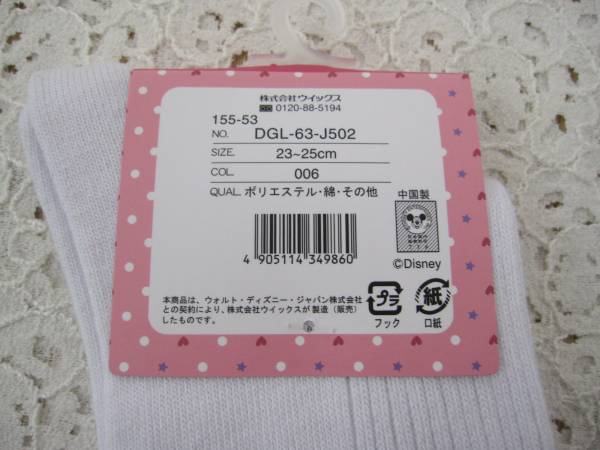 株式会社ウイックス
0120-88-5194
155-53
NO. DGL-63-J502
SIZE. 23~25cm
COL. 006
QUAL. ポリエステル・綿・その他
中国製
4 905114 349860
©Disney
本商品は、ウォルト・ディズニー・ジャパン株式会社
との契約により、株式会社ウイックスが製造（販売）
したものです。
プラ
フック
紙
口紙